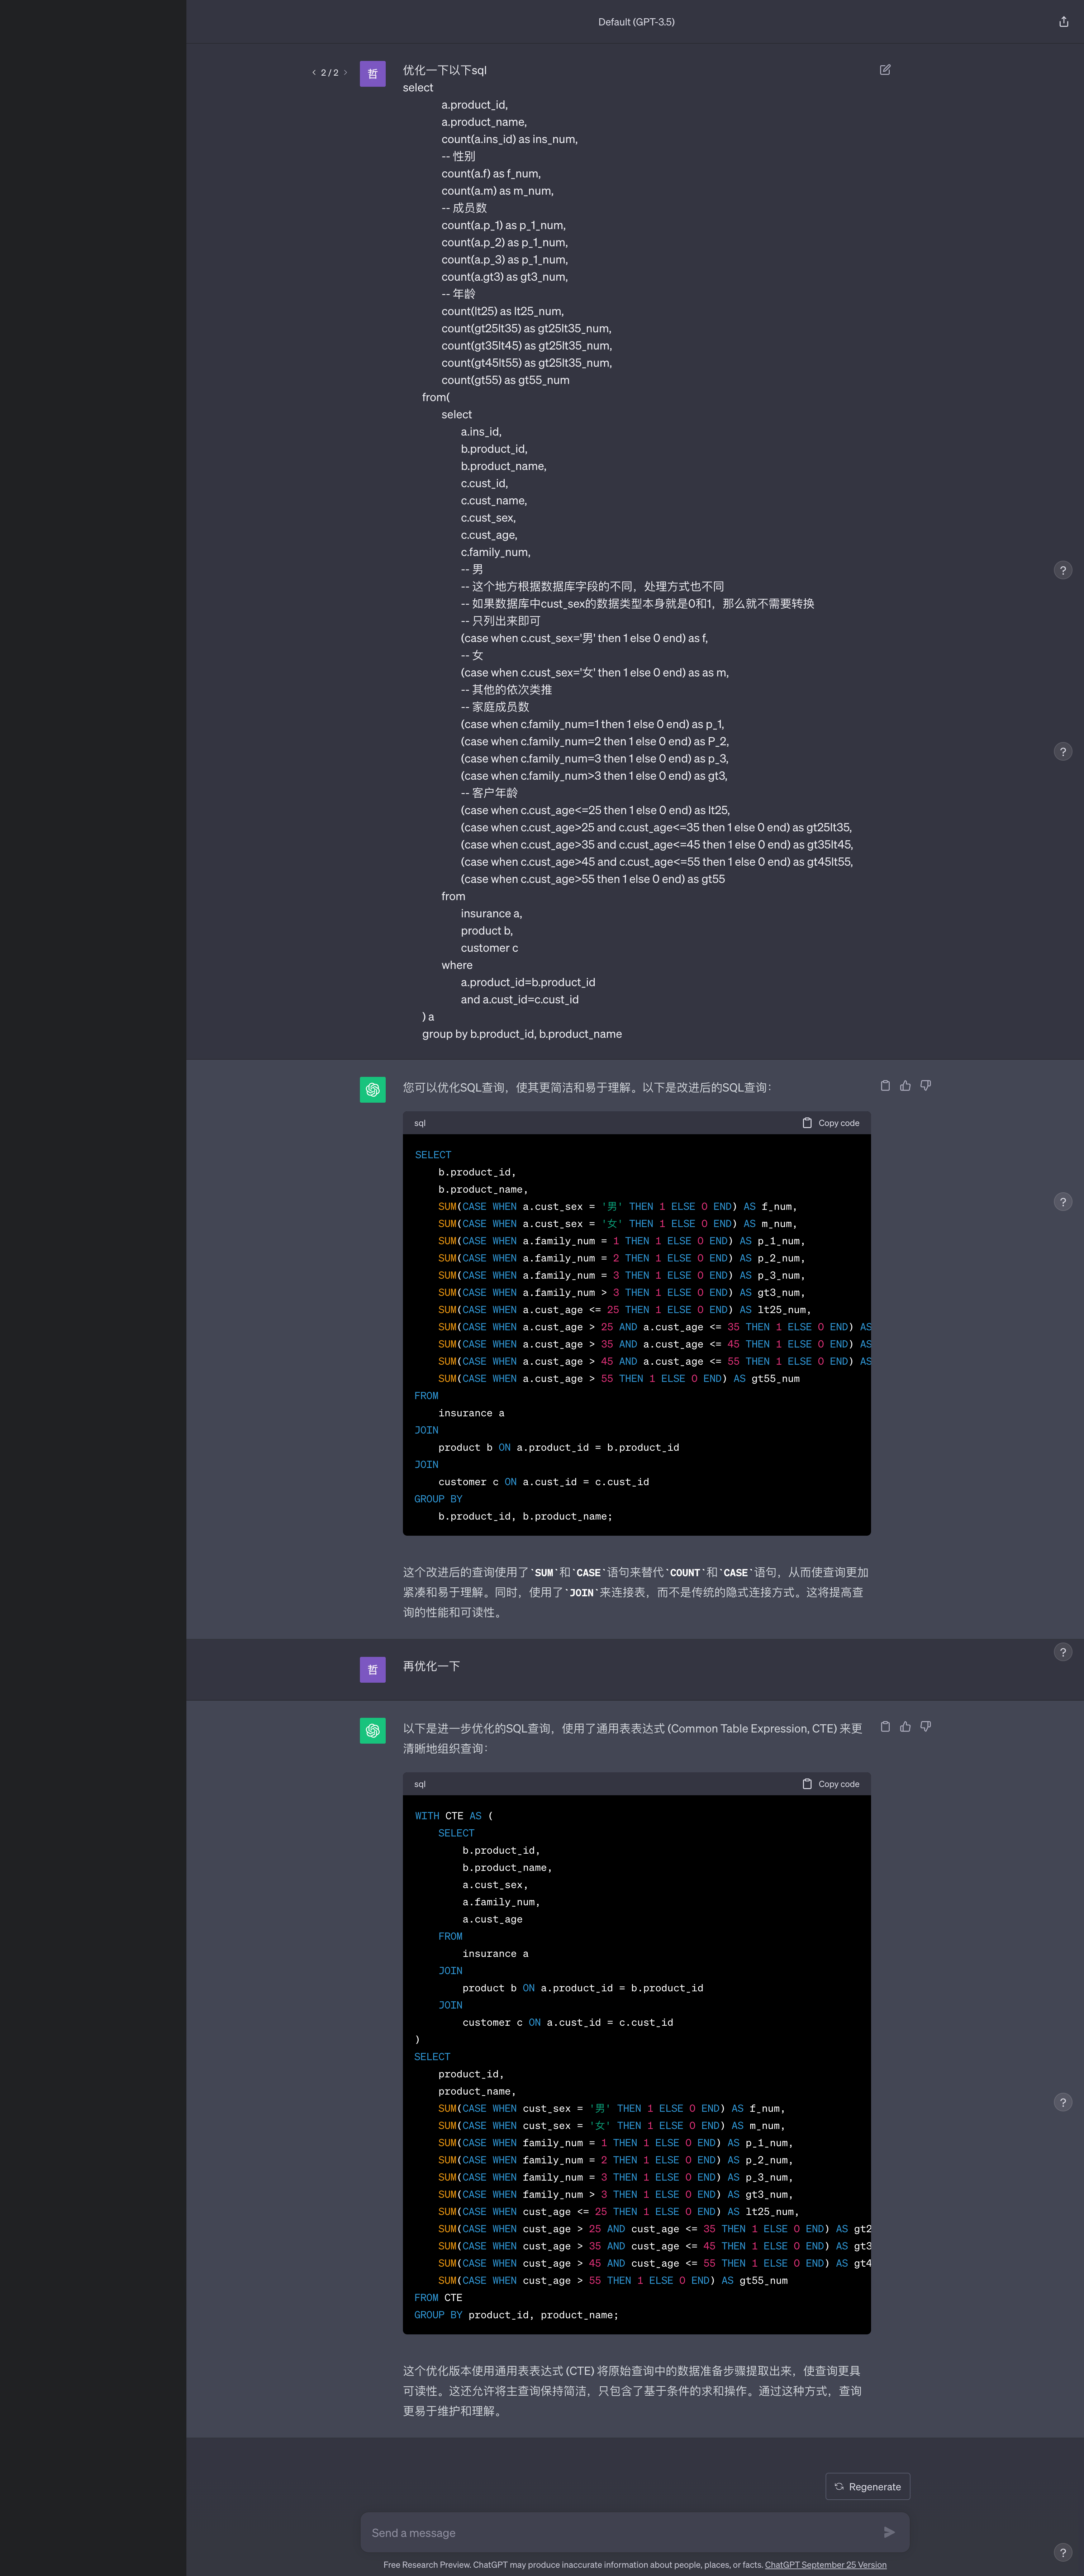 Default (GPT-3.5)
2 / 2
哲
优化一下以下sql
select
a.product_id,
a.product_name,
count(a.ins_id) as ins_num,
-- 性别
count(a.f) as f_num,
count(a.m) as m_num,
-- 成员数
count(a.p_1) as p_1_num,
count(a.p_2) as p_1_num,
count(a.p_3) as p_1_num,
count(a.gt3) as gt3_num,
-- 年龄
count(lt25) as lt25_num,
count(gt25lt35) as gt25lt35_num,
count(gt35lt45) as gt25lt35_num,
count(gt45lt55) as gt25lt35_num,
count(gt55) as gt55_num
from(
select
a.ins_id,
b.product_id,
b.product_name,
c.cust_id,
c.cust_name,
c.cust_sex,
c.cust_age,
c.family_num,
-- 男
-- 这个地方根据数据库字段的不同，处理方式也不同
-- 如果数据库中cust_sex的数据类型本身就是0和1，那么就不需要转换
-- 只列出来即可
(case when c.cust_sex='男' then 1 else 0 end) as f,
-- 女
(case when c.cust_sex='女' then 1 else 0 end) as as m,
-- 其他的依次类推
-- 家庭成员数
(case when c.family_num=1 then 1 else 0 end) as p_1,
(case when c.family_num=2 then 1 else 0 end) as P_2,
(case when c.family_num=3 then 1 else 0 end) as p_3,
(case when c.family_num>3 then 1 else 0 end) as gt3,
-- 客户年龄
(case when c.cust_age<=25 then 1 else 0 end) as lt25,
(case when c.cust_age>25 and c.cust_age<=35 then 1 else 0 end) as gt25lt35,
(case when c.cust_age>35 and c.cust_age<=45 then 1 else 0 end) as gt35lt45,
(case when c.cust_age>45 and c.cust_age<=55 then 1 else 0 end) as gt45lt55,
(case when c.cust_age>55 then 1 else 0 end) as gt55
from
insurance a,
product b,
customer c
where
a.product_id=b.product_id
and a.cust_id=c.cust_id
) a
group by b.product_id, b.product_name
您可以优化SQL查询，使其更简洁和易于理解。以下是改进后的SQL查询：
sql Copy code
SELECT
b.product_id,
b.product_name,
SUM(CASE WHEN a.cust_sex = '男' THEN 1 ELSE 0 END) AS f_num,
SUM(CASE WHEN a.cust_sex = '女' THEN 1 ELSE 0 END) AS m_num,
SUM(CASE WHEN a.family_num = 1 THEN 1 ELSE 0 END) AS p_1_num,
SUM(CASE WHEN a.family_num = 2 THEN 1 ELSE 0 END) AS p_2_num,
SUM(CASE WHEN a.family_num = 3 THEN 1 ELSE 0 END) AS p_3_num,
SUM(CASE WHEN a.family_num > 3 THEN 1 ELSE 0 END) AS gt3_num,
SUM(CASE WHEN a.cust_age <= 25 THEN 1 ELSE 0 END) AS lt25_num,
SUM(CASE WHEN a.cust_age > 25 AND a.cust_age <= 35 THEN 1 ELSE 0 END) AS
SUM(CASE WHEN a.cust_age > 35 AND a.cust_age <= 45 THEN 1 ELSE 0 END) AS
SUM(CASE WHEN a.cust_age > 45 AND a.cust_age <= 55 THEN 1 ELSE 0 END) AS
SUM(CASE WHEN a.cust_age > 55 THEN 1 ELSE 0 END) AS gt55_num
FROM
insurance a
JOIN
product b ON a.product_id = b.product_id
JOIN
customer c ON a.cust_id = c.cust_id
GROUP BY
b.product_id, b.product_name;
这个改进后的查询使用了`SUM`和`CASE`语句来替代`COUNT`和`CASE`语句，从而使查询更加
紧凑和易于理解。同时，使用了`JOIN`来连接表，而不是传统的隐式连接方式。这将提高查
询的性能和可读性。
哲
再优化一下
以下是进一步优化的SQL查询，使用了通用表表达式 (Common Table Expression, CTE) 来更
清晰地组织查询：
sql Copy code
WITH CTE AS (
SELECT
b.product_id,
b.product_name,
a.cust_sex,
a.family_num,
a.cust_age
FROM
insurance a
JOIN
product b ON a.product_id = b.product_id
JOIN
customer c ON a.cust_id = c.cust_id
)
SELECT
product_id,
product_name,
SUM(CASE WHEN cust_sex = '男' THEN 1 ELSE 0 END) AS f_num,
SUM(CASE WHEN cust_sex = '女' THEN 1 ELSE 0 END) AS m_num,
SUM(CASE WHEN family_num = 1 THEN 1 ELSE 0 END) AS p_1_num,
SUM(CASE WHEN family_num = 2 THEN 1 ELSE 0 END) AS p_2_num,
SUM(CASE WHEN family_num = 3 THEN 1 ELSE 0 END) AS p_3_num,
SUM(CASE WHEN family_num > 3 THEN 1 ELSE 0 END) AS gt3_num,
SUM(CASE WHEN cust_age <= 25 THEN 1 ELSE 0 END) AS lt25_num,
SUM(CASE WHEN cust_age > 25 AND cust_age <= 35 THEN 1 ELSE 0 END) AS gt2
SUM(CASE WHEN cust_age > 35 AND cust_age <= 45 THEN 1 ELSE 0 END) AS gt3
SUM(CASE WHEN cust_age > 45 AND cust_age <= 55 THEN 1 ELSE 0 END) AS gt4
SUM(CASE WHEN cust_age > 55 THEN 1 ELSE 0 END) AS gt55_num
FROM CTE
GROUP BY product_id, product_name;
这个优化版本使用通用表表达式 (CTE) 将原始查询中的数据准备步骤提取出来，使查询更具
可读性。这还允许将主查询保持简洁，只包含了基于条件的求和操作。通过这种方式，查询
更易于维护和理解。
Regenerate
Send a message
Free Research Preview. ChatGPT may produce inaccurate information about people, places, or facts. ChatGPT September 25 Version
?
?
?
?
?
?